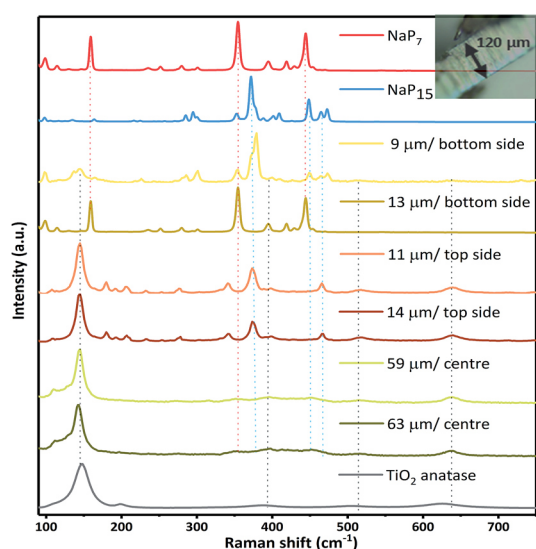 120 µm
NaP₇
NaP₁₅
9 µm/ bottom side
13 µm/ bottom side
11 µm/ top side
14 µm/ top side
59 µm/ centre
63 µm/ centre
TiO₂ anatase
Intensity (a.u.)
100 200 300 400 500 600 700
Raman shift (cm⁻¹)